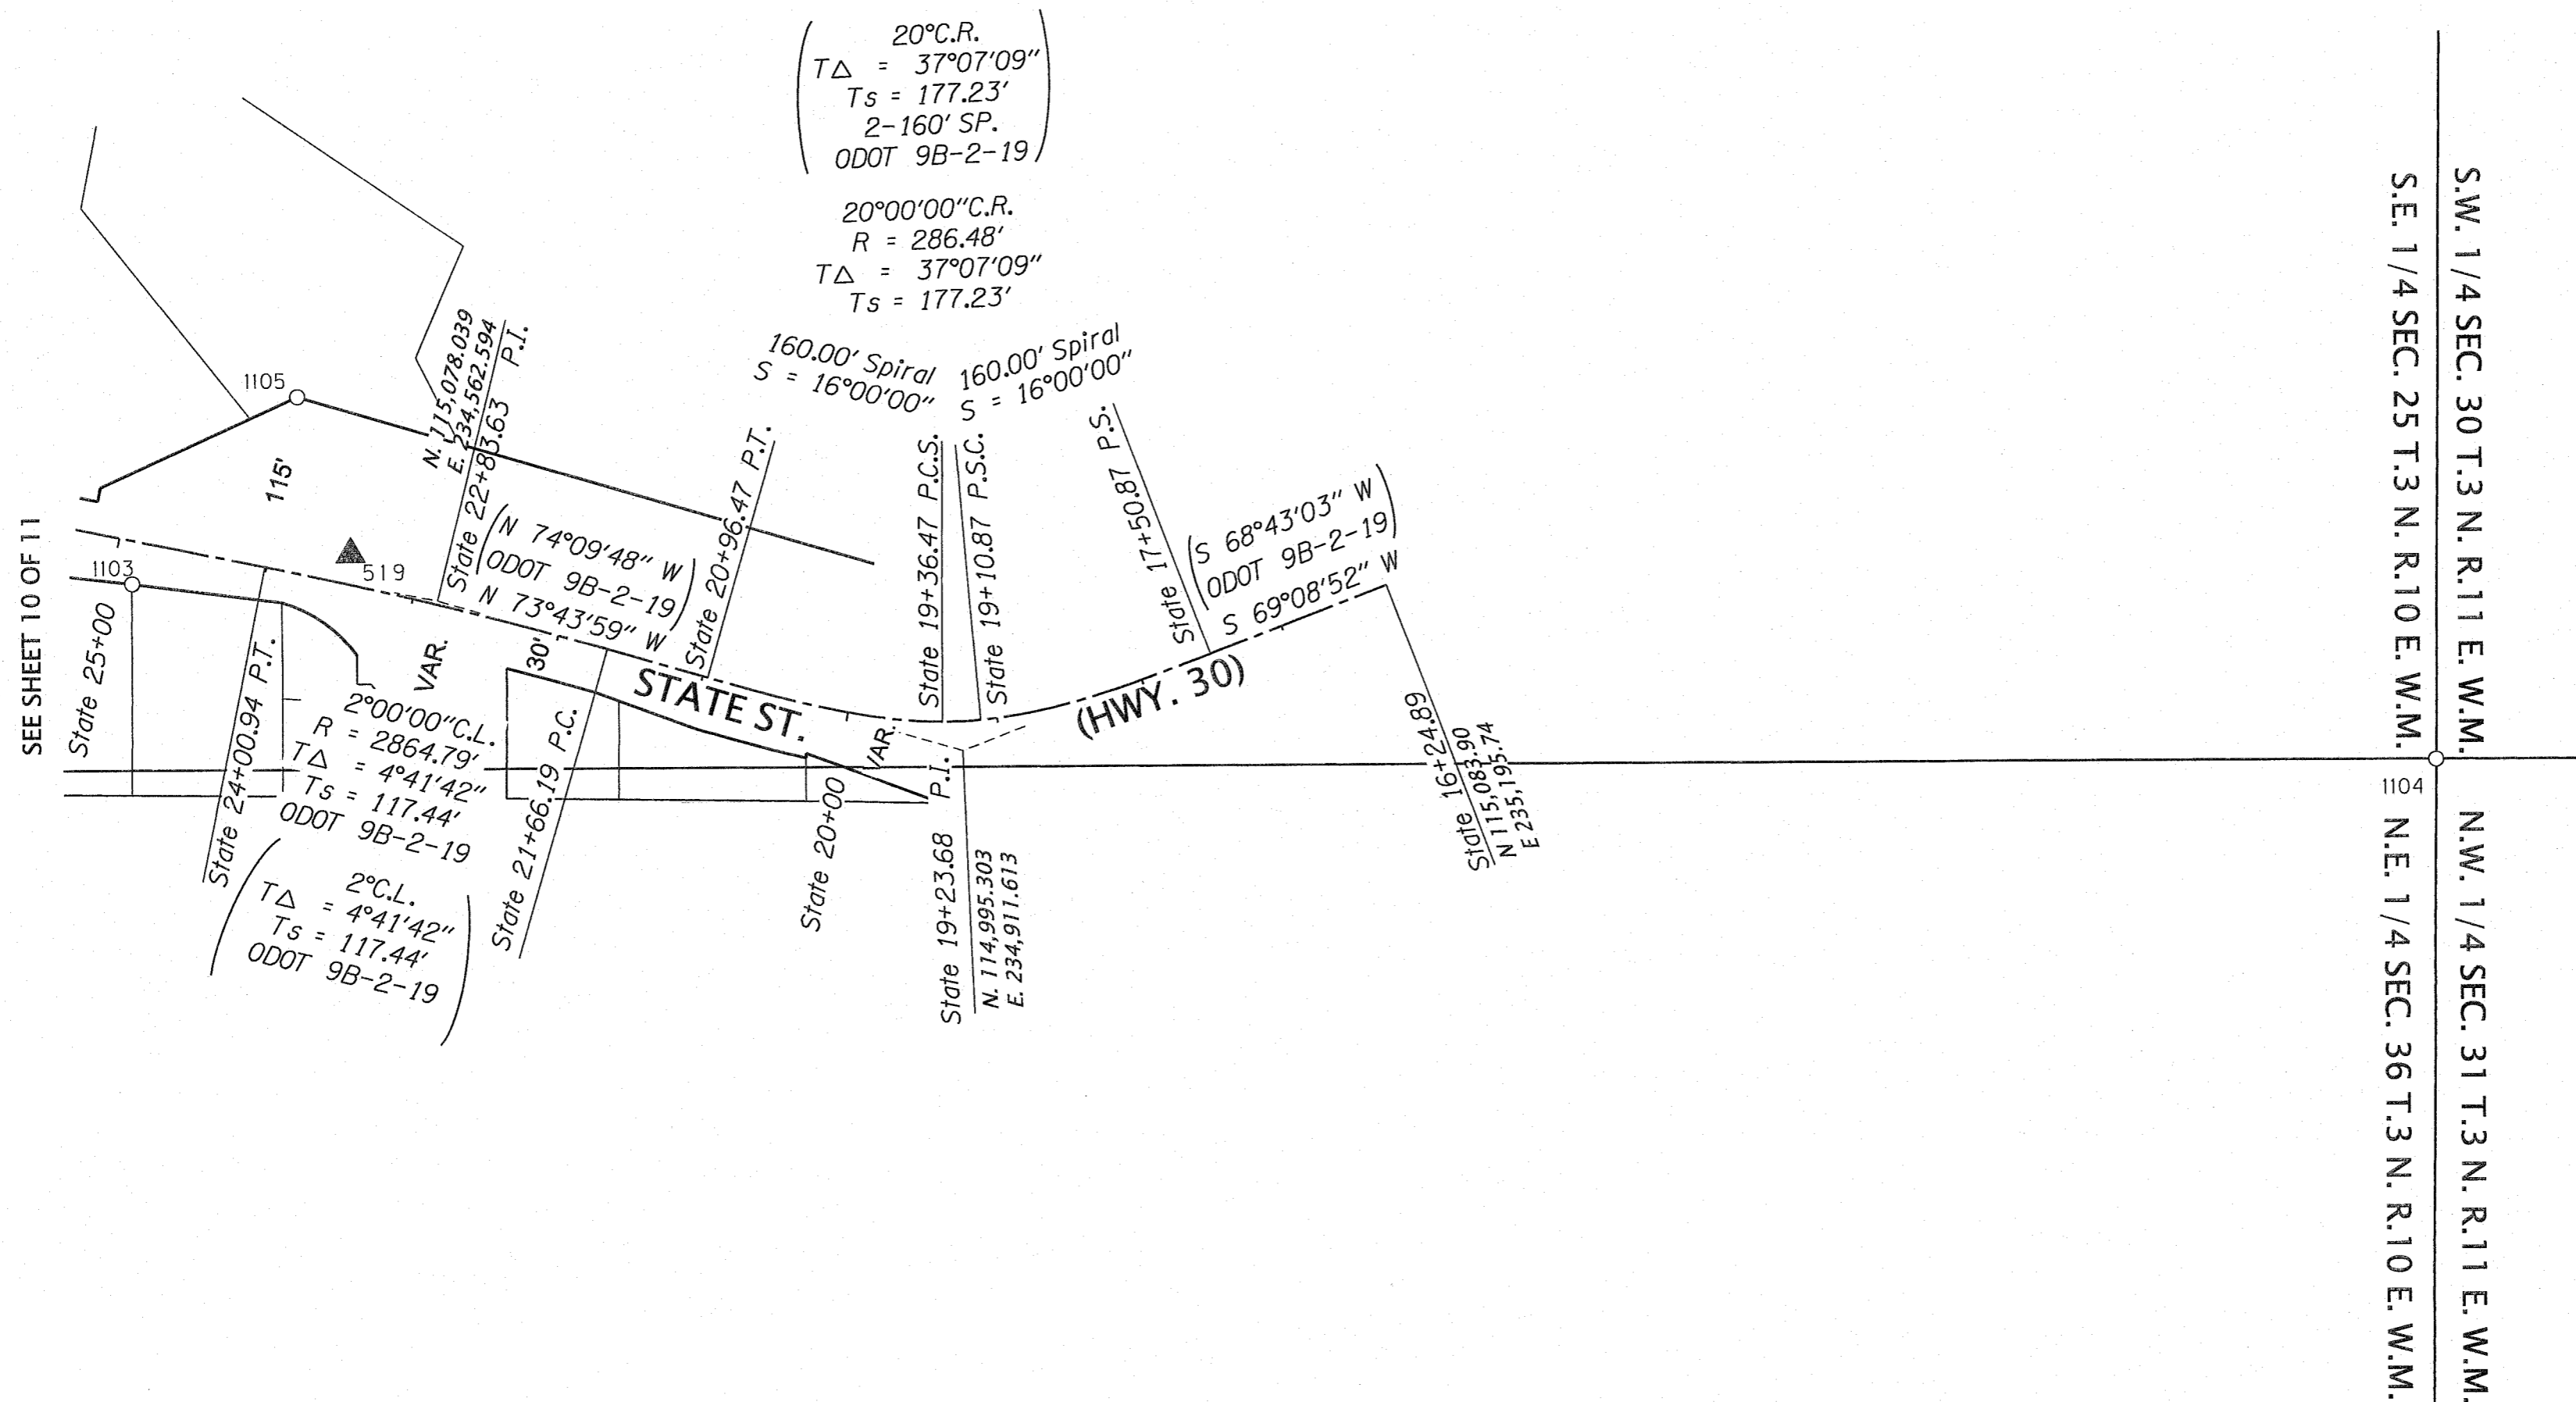 20°C.R.
T△ = 37°07'09"
Ts = 177.23'
2-160' SP.
ODOT 9B-2-19
20°00'00"C.R.
R = 286.48'
T△ = 37°07'09"
Ts = 177.23'
160.00' Spiral
S = 16°00'00"
160.00' Spiral
S = 16°00'00"
N. 115,078.039
E. 234,562.594
State 22+83.63 P.I.
1105
115'
519
1103
SEE SHEET 10 OF 11
State 25+00
State 24+00.94 P.T.
(N 74°09'48" W
ODOT 9B-2-19)
N 73°43'59" W
State 20+96.47 P.T.
State 19+36.47 P.C.S.
State 19+10.87 P.S.C.
State 17+50.87 P.S.
(S 68°43'03" W
ODOT 9B-2-19)
S 69°08'52" W
VAR.
30'
STATE ST.
(HWY. 30)
VAR.
2°00'00"C.L.
R = 2864.79'
T△ = 4°41'42"
Ts = 117.44'
ODOT 9B-2-19
2°C.L.
T△ = 4°41'42"
Ts = 117.44'
ODOT 9B-2-19
State 21+66.19 P.C.
State 20+00
State 19+23.68 P.I.
N. 114,995.303
E. 234,911.613
State 16+24.89
N 115,083.90
E 235,195.74
S.E. 1/4 SEC. 25 T.3 N. R.10 E. W.M.
S.W. 1/4 SEC. 30 T.3 N. R.11 E. W.M.
1104
N.E. 1/4 SEC. 36 T.3 N. R.10 E. W.M.
N.W. 1/4 SEC. 31 T.3 N. R.11 E. W.M.